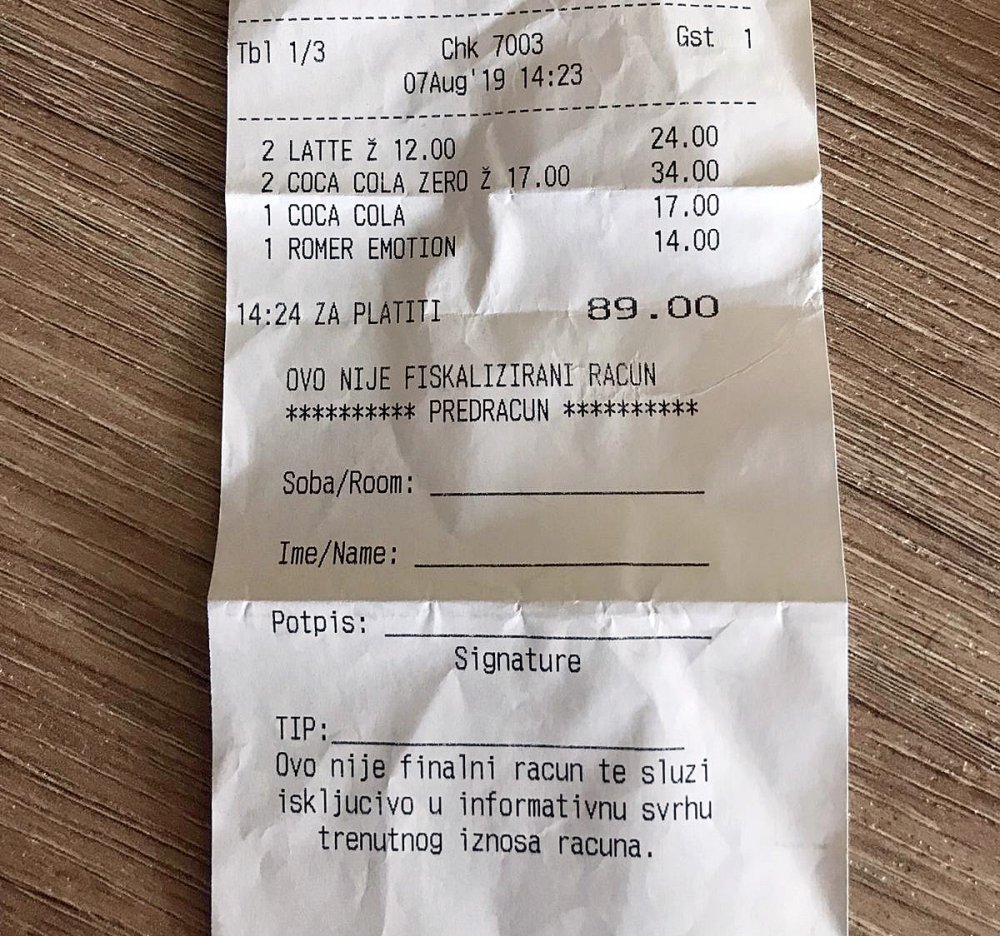 Tbl 1/3 Chk 7003 Gst 1
07Aug'19 14:23
2 LATTE Ž 12.00 24.00
2 COCA COLA ZERO Ž 17.00 34.00
1 COCA COLA 17.00
1 ROMER EMOTION 14.00
14:24 ZA PLATITI 89.00
OVO NIJE FISKALIZIRANI RACUN
********** PREDRACUN **********
Soba/Room:
Ime/Name:
Potpis:
Signature
TIP:
Ovo nije finalni racun te sluzi
iskljucivo u informativnu svrhu
trenutnog iznosa racuna.